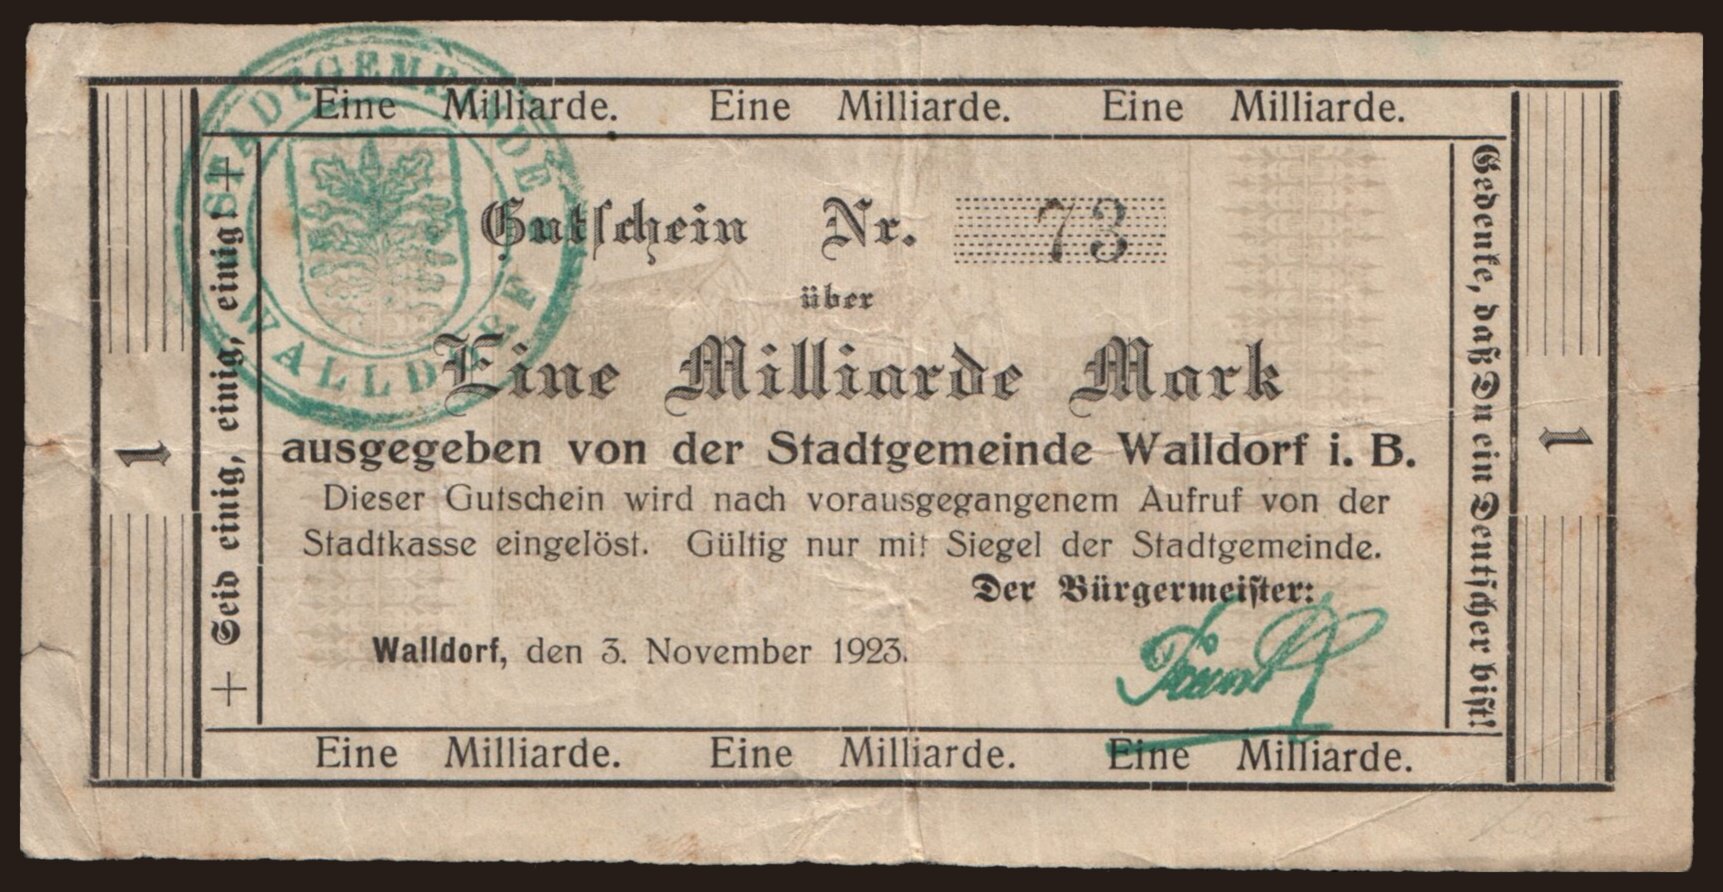 Eine Milliarde. Eine Milliarde. Eine Milliarde.
STADTGEMEINDE
WALLDORF
Gutschein Nr. 73
über
Eine Milliarde Mark
ausgegeben von der Stadtgemeinde Walldorf i. B.
Dieser Gutschein wird nach vorausgegangenem Aufruf von der
Stadtkasse eingelöst. Gültig nur mit Siegel der Stadtgemeinde.
Der Bürgermeister:
Walldorf, den 3. November 1923.
+ Seid einig, einig, einig! +
Gedenke, daß Du ein Deutscher bist!
1
1
Eine Milliarde. Eine Milliarde. Eine Milliarde.